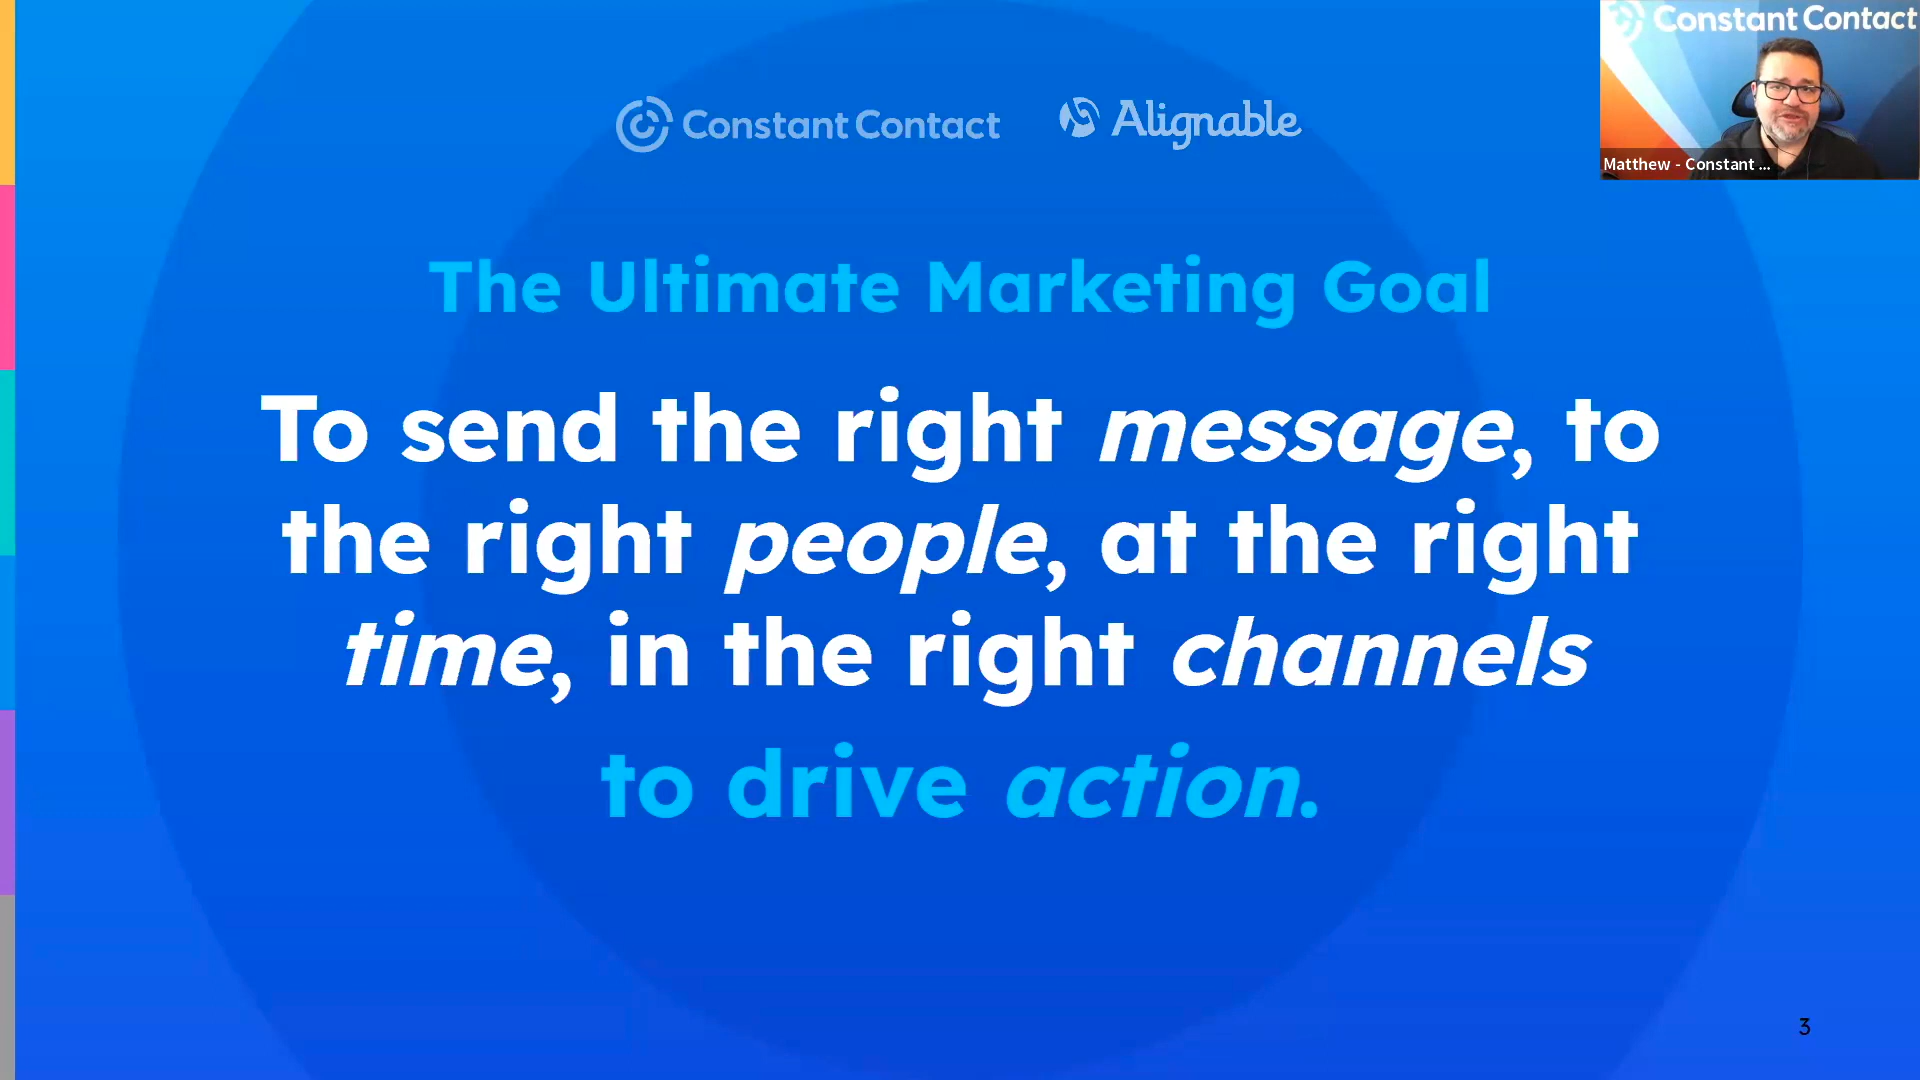 Constant Contact
Alignable
Constant Contact
Matthew - Constant ...
The Ultimate Marketing Goal
To send the right message, to
the right people, at the right
time, in the right channels
to drive action.
3